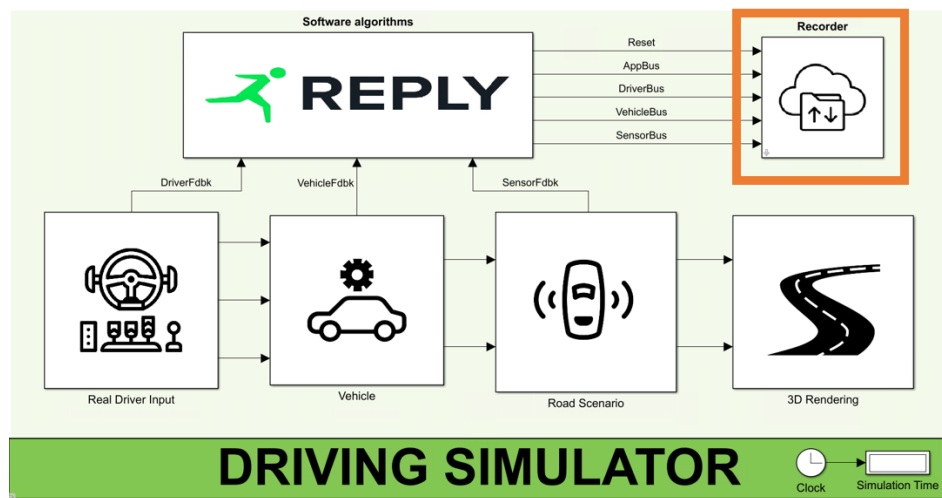 Software algorithms
Recorder
REPLY
Reset
AppBus
DriverBus
VehicleBus
SensorBus
DriverFdbk
VehicleFdbk
SensorFdbk
Real Driver Input
Vehicle
Road Scenario
3D Rendering
DRIVING SIMULATOR
Clock
Simulation Time